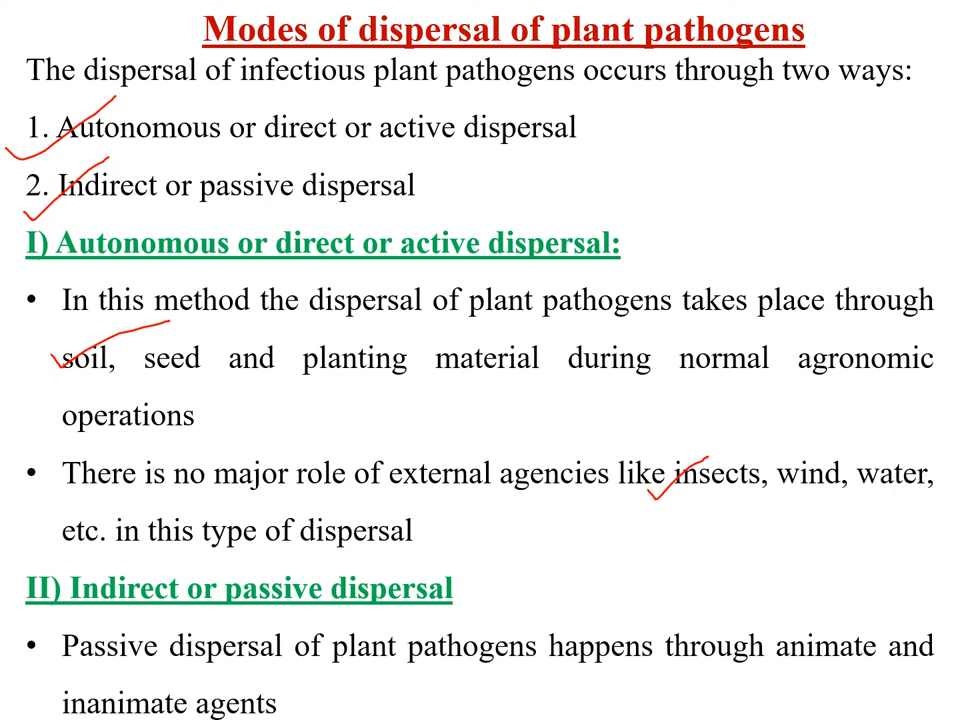 Modes of dispersal of plant pathogens
The dispersal of infectious plant pathogens occurs through two ways:
1. Autonomous or direct or active dispersal
2. Indirect or passive dispersal
I) Autonomous or direct or active dispersal:
• In this method the dispersal of plant pathogens takes place through
soil, seed and planting material during normal agronomic
operations
• There is no major role of external agencies like insects, wind, water,
etc. in this type of dispersal
II) Indirect or passive dispersal
• Passive dispersal of plant pathogens happens through animate and
inanimate agents